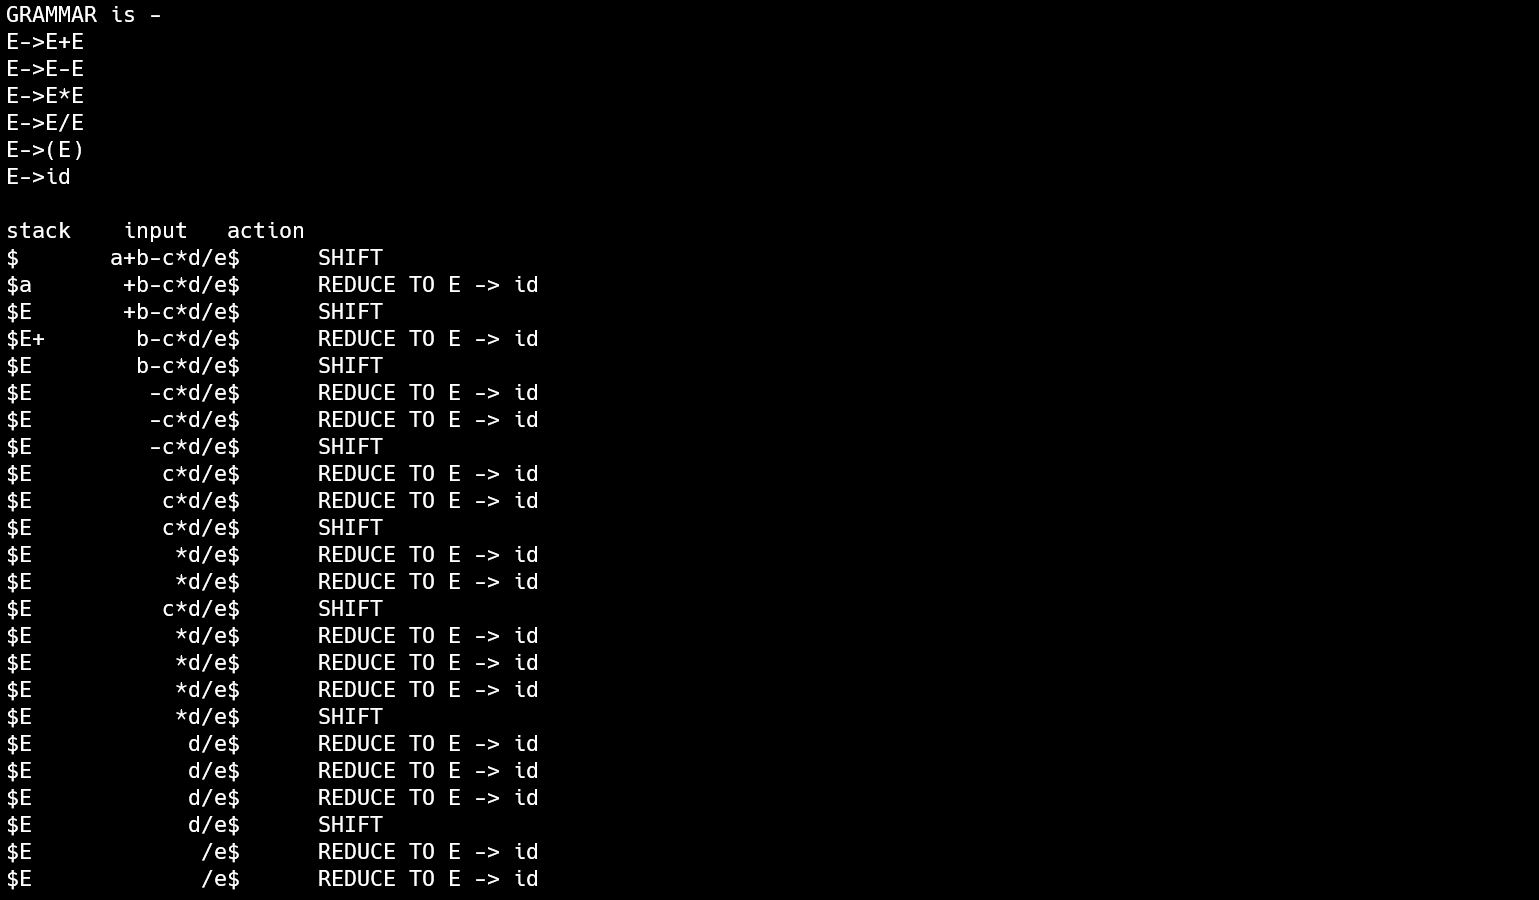 GRAMMAR is -
E->E+E
E->E-E
E->E*E
E->E/E
E->(E)
E->id
stack    input   action
$       a+b-c*d/e$      SHIFT
$a       +b-c*d/e$      REDUCE TO E -> id
$E       +b-c*d/e$      SHIFT
$E+       b-c*d/e$      REDUCE TO E -> id
$E        b-c*d/e$      SHIFT
$E         -c*d/e$      REDUCE TO E -> id
$E         -c*d/e$      REDUCE TO E -> id
$E         -c*d/e$      SHIFT
$E          c*d/e$      REDUCE TO E -> id
$E          c*d/e$      REDUCE TO E -> id
$E          c*d/e$      SHIFT
$E           *d/e$      REDUCE TO E -> id
$E           *d/e$      REDUCE TO E -> id
$E          c*d/e$      SHIFT
$E           *d/e$      REDUCE TO E -> id
$E           *d/e$      REDUCE TO E -> id
$E           *d/e$      REDUCE TO E -> id
$E           *d/e$      SHIFT
$E            d/e$      REDUCE TO E -> id
$E            d/e$      REDUCE TO E -> id
$E            d/e$      REDUCE TO E -> id
$E            d/e$      SHIFT
$E             /e$      REDUCE TO E -> id
$E             /e$      REDUCE TO E -> id